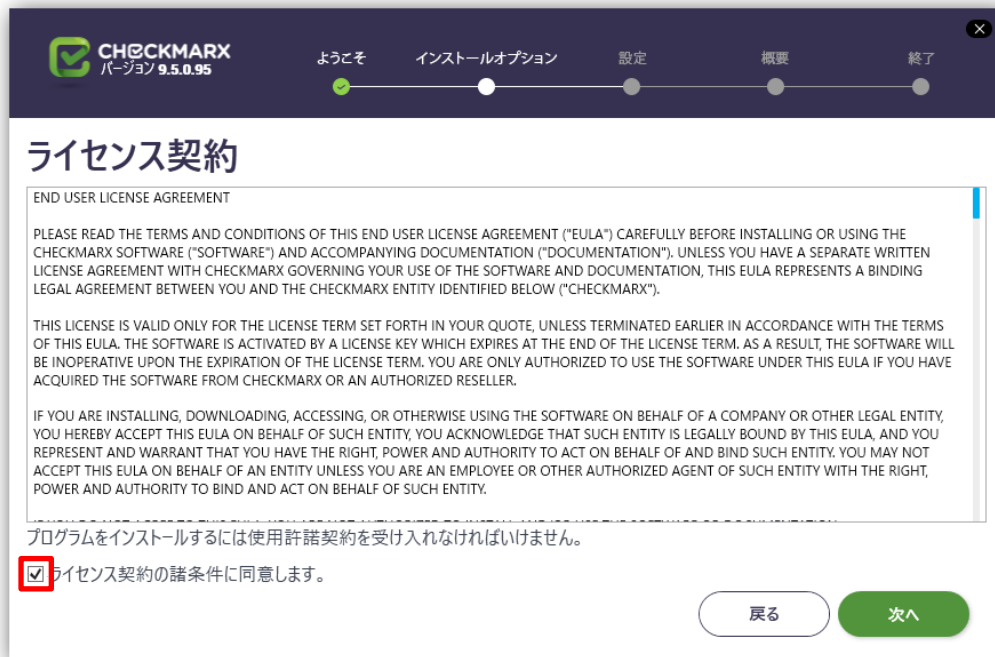 CHECKMARX
バージョン 9.5.0.95
ようこそ
インストールオプション
設定
概要
終了
ライセンス契約
END USER LICENSE AGREEMENT
PLEASE READ THE TERMS AND CONDITIONS OF THIS END USER LICENSE AGREEMENT ("EULA") CAREFULLY BEFORE INSTALLING OR USING THE
CHECKMARX SOFTWARE ("SOFTWARE") AND ACCOMPANYING DOCUMENTATION ("DOCUMENTATION"). UNLESS YOU HAVE A SEPARATE WRITTEN
LICENSE AGREEMENT WITH CHECKMARX GOVERNING YOUR USE OF THE SOFTWARE AND DOCUMENTATION, THIS EULA REPRESENTS A BINDING
LEGAL AGREEMENT BETWEEN YOU AND THE CHECKMARX ENTITY IDENTIFIED BELOW ("CHECKMARX").
THIS LICENSE IS VALID ONLY FOR THE LICENSE TERM SET FORTH IN YOUR QUOTE, UNLESS TERMINATED EARLIER IN ACCORDANCE WITH THE TERMS
OF THIS EULA. THE SOFTWARE IS ACTIVATED BY A LICENSE KEY WHICH EXPIRES AT THE END OF THE LICENSE TERM. AS A RESULT, THE SOFTWARE WILL
BE INOPERATIVE UPON THE EXPIRATION OF THE LICENSE TERM. YOU ARE ONLY AUTHORIZED TO USE THE SOFTWARE UNDER THIS EULA IF YOU HAVE
ACQUIRED THE SOFTWARE FROM CHECKMARX OR AN AUTHORIZED RESELLER.
IF YOU ARE INSTALLING, DOWNLOADING, ACCESSING, OR OTHERWISE USING THE SOFTWARE ON BEHALF OF A COMPANY OR OTHER LEGAL ENTITY,
YOU HEREBY ACCEPT THIS EULA ON BEHALF OF SUCH ENTITY, YOU ACKNOWLEDGE THAT SUCH ENTITY IS LEGALLY BOUND BY THIS EULA, AND YOU
REPRESENT AND WARRANT THAT YOU HAVE THE RIGHT, POWER AND AUTHORITY TO ACT ON BEHALF OF AND BIND SUCH ENTITY. YOU MAY NOT
ACCEPT THIS EULA ON BEHALF OF AN ENTITY UNLESS YOU ARE AN EMPLOYEE OR OTHER AUTHORIZED AGENT OF SUCH ENTITY WITH THE RIGHT,
POWER AND AUTHORITY TO BIND AND ACT ON BEHALF OF SUCH ENTITY.
プログラムをインストールするには使用許諾契約を受け入れなければいけません。
ライセンス契約の諸条件に同意します。
戻る
次へ